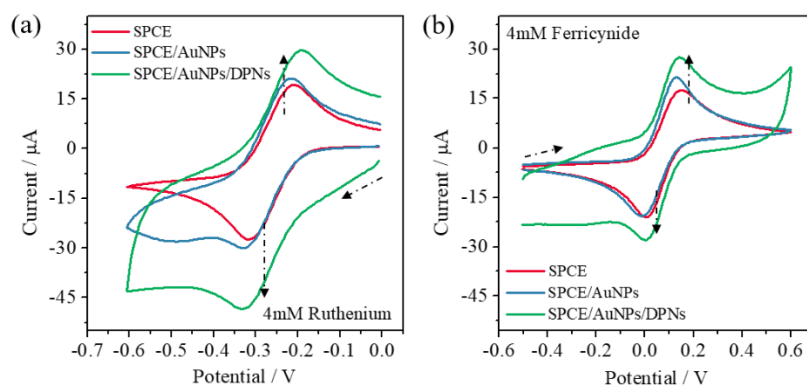 (a)
SPCE
SPCE/AuNPs
SPCE/AuNPs/DPNs
30
15
0
-15
-30
-45
Current / µA
4mM Ruthenium
-0.7 -0.6 -0.5 -0.4 -0.3 -0.2 -0.1 0.0
Potential / V
(b)
4mM Ferricynide
30
15
0
-15
-30
-45
Current / µA
SPCE
SPCE/AuNPs
SPCE/AuNPs/DPNs
-0.6 -0.4 -0.2 0.0 0.2 0.4 0.6
Potential / V